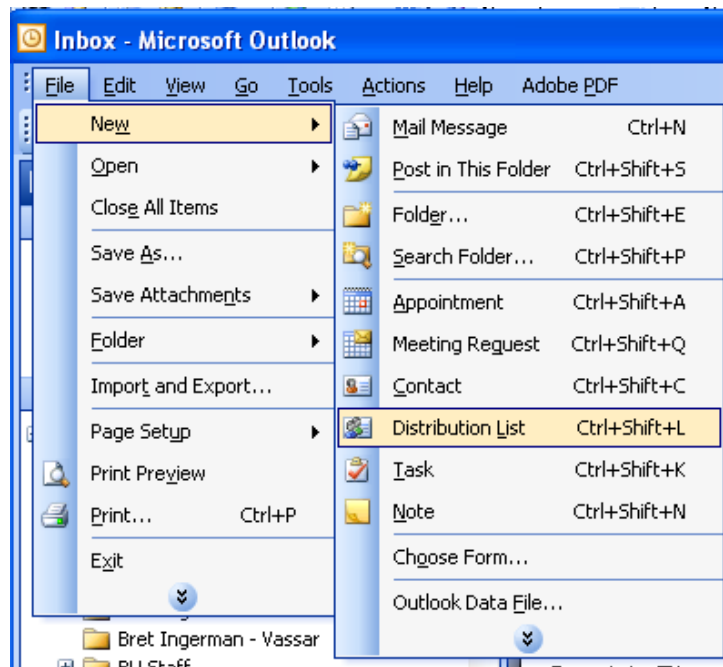 Inbox - Microsoft Outlook
File Edit View Go Tools Actions Help Adobe PDF
New
Open
Close All Items
Save As...
Save Attachments
Folder
Import and Export...
Page Setup
Print Preview
Print... Ctrl+P
Exit
Mail Message Ctrl+N
Post in This Folder Ctrl+Shift+S
Folder... Ctrl+Shift+E
Search Folder... Ctrl+Shift+P
Appointment Ctrl+Shift+A
Meeting Request Ctrl+Shift+Q
Contact Ctrl+Shift+C
Distribution List Ctrl+Shift+L
Task Ctrl+Shift+K
Note Ctrl+Shift+N
Choose Form...
Outlook Data File...
Bret Ingerman - Vassar